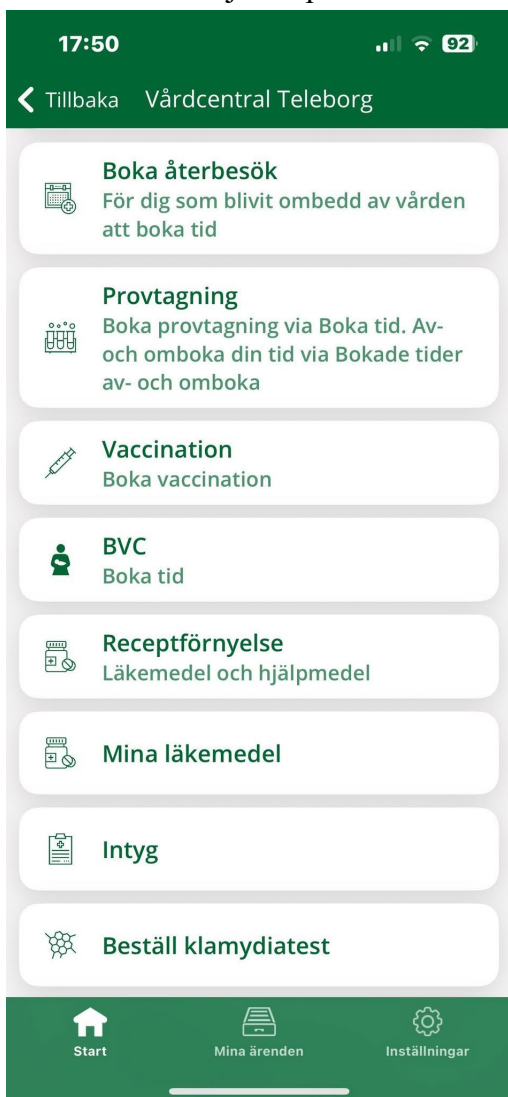 17:50
92
Tillbaka Vårdcentral Teleborg
Boka återbesök
För dig som blivit ombedd av vården
att boka tid
Provtagning
Boka provtagning via Boka tid. Av-
och omboka din tid via Bokade tider
av- och omboka
Vaccination
Boka vaccination
BVC
Boka tid
Receptförnyelse
Läkemedel och hjälpmedel
Mina läkemedel
Intyg
Beställ klamydiatest
Start Mina ärenden Inställningar